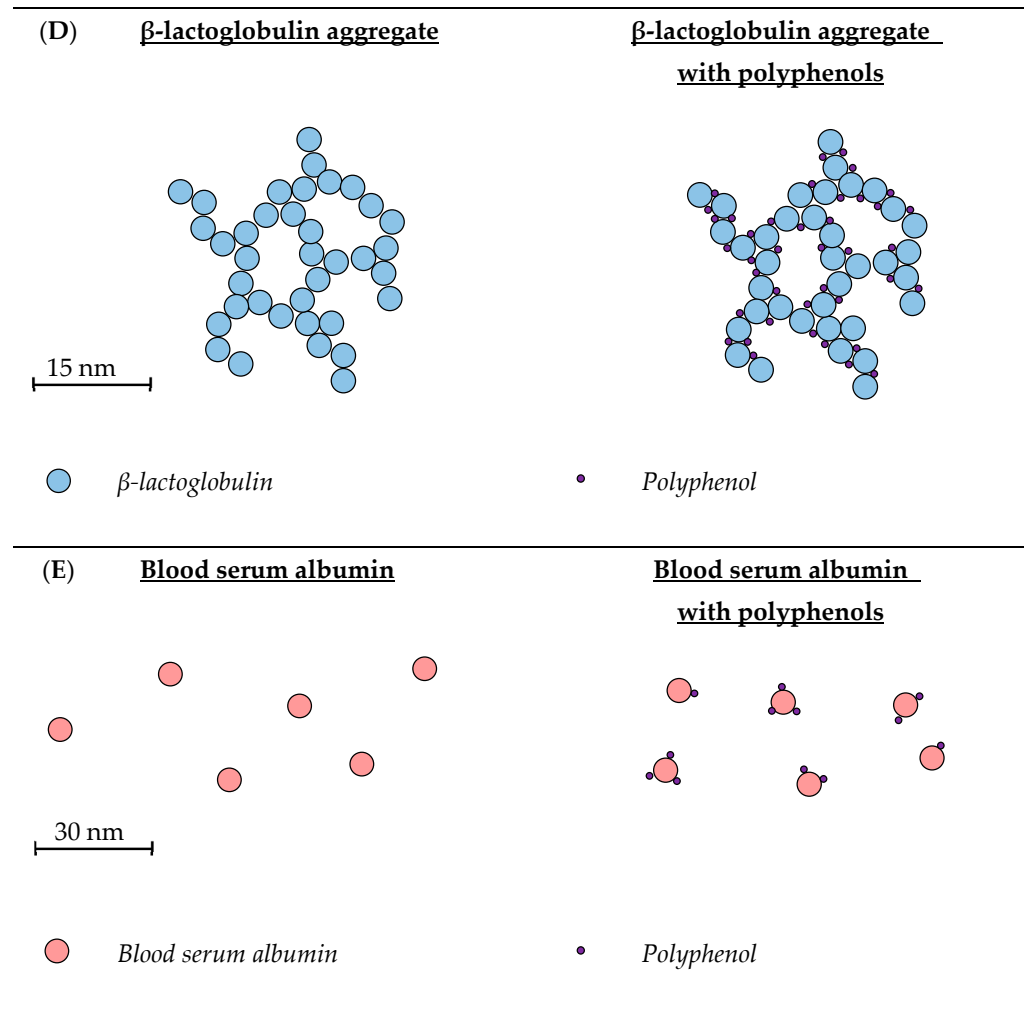 (D) β-lactoglobulin aggregate
β-lactoglobulin aggregate
with polyphenols
15 nm
β-lactoglobulin
Polyphenol
(E) Blood serum albumin
Blood serum albumin
with polyphenols
30 nm
Blood serum albumin
Polyphenol